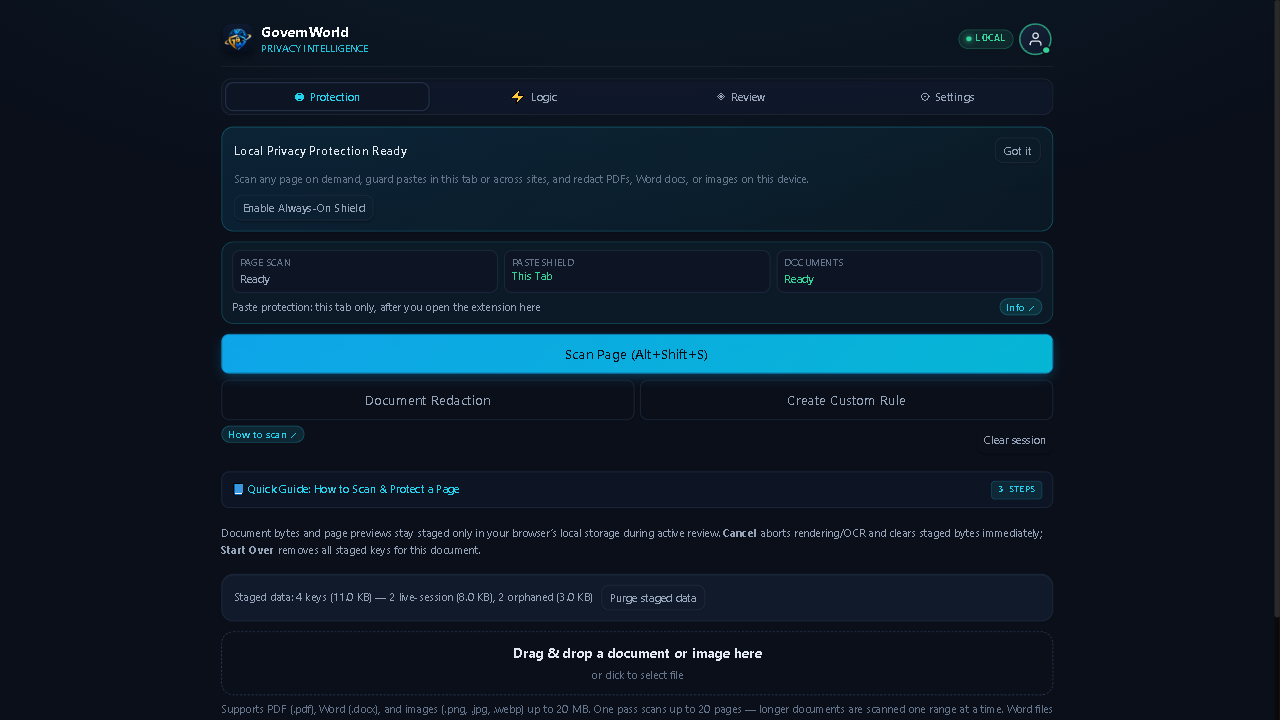 GovernWorld
PRIVACY INTELLIGENCE
LOCAL
Protection
Logic
Review
Settings
Local Privacy Protection Ready
Got it
Scan any page on demand, guard pastes in this tab or across sites, and redact PDFs, Word docs, or images on this device.
Enable Always-On Shield
PAGE SCAN
Ready
PASTE SHIELD
This Tab
DOCUMENTS
Ready
Paste protection: this tab only, after you open the extension here
Info
Scan Page (Alt+Shift+S)
Document Redaction
Create Custom Rule
How to scan
Clear session
Quick Guide: How to Scan & Protect a Page
3 STEPS
Document bytes and page previews stay staged only in your browser's local storage during active review. Cancel aborts rendering/OCR and clears staged bytes immediately;
Start Over removes all staged keys for this document.
Staged data: 4 keys (11.0 KB) — 2 live-session (8.0 KB), 2 orphaned (3.0 KB)
Purge staged data
Drag & drop a document or image here
or click to select file
Supports PDF (.pdf), Word (.docx), and images (.png, .jpg, .webp) up to 20 MB. One pass scans up to 20 pages — longer documents are scanned one range at a time. Word files